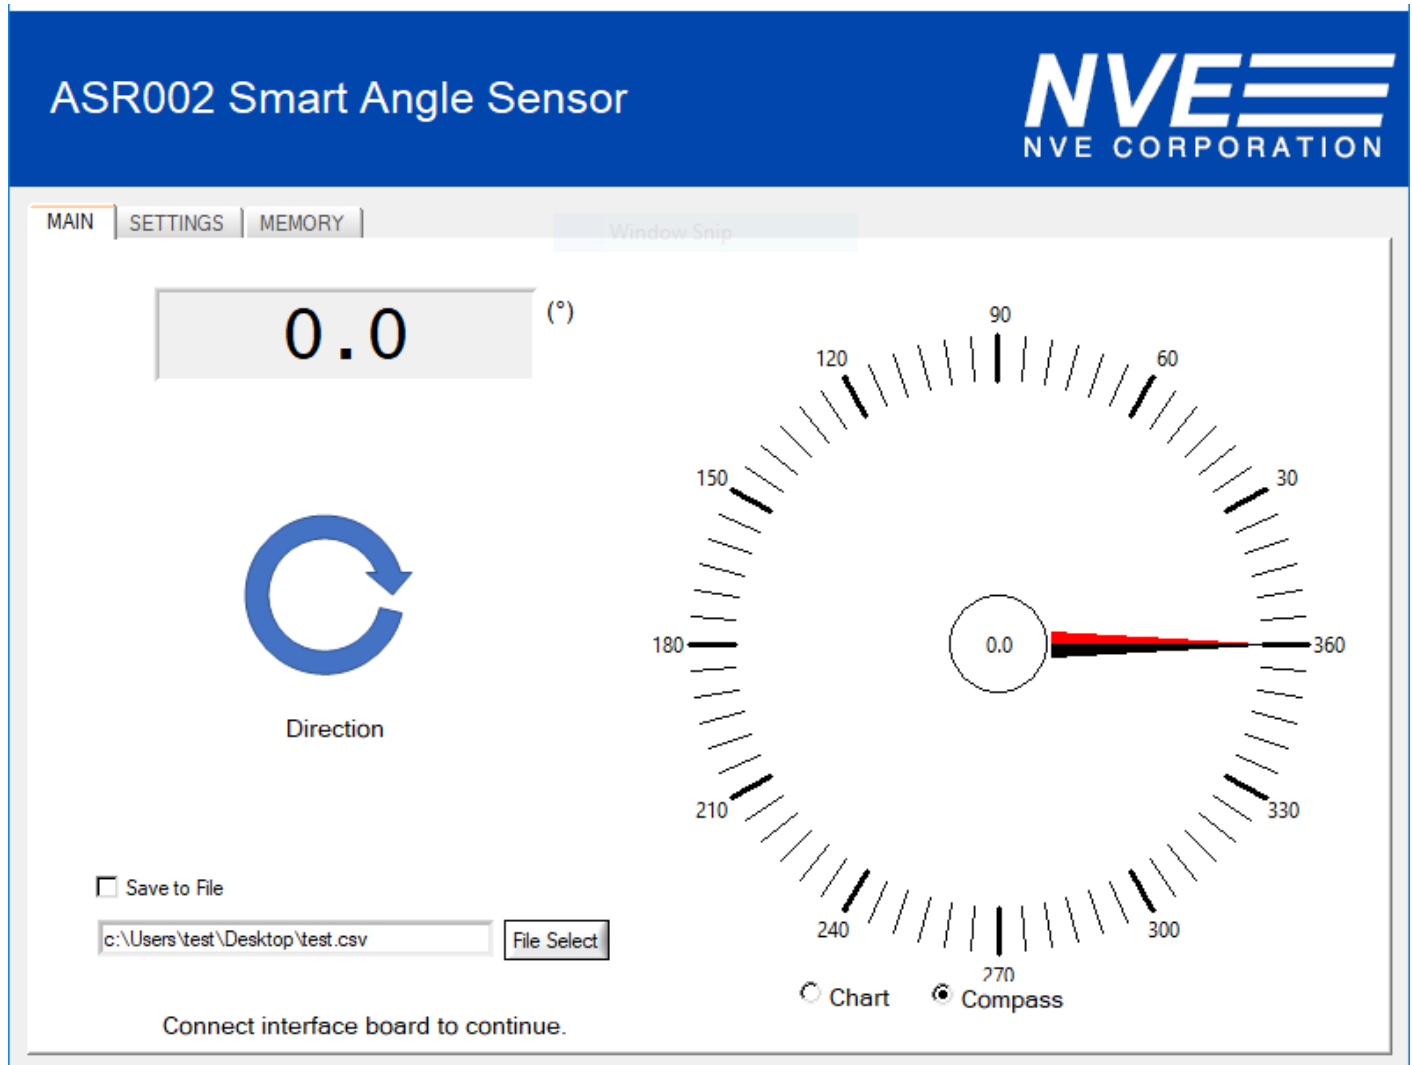 ASR002 Smart Angle Sensor
NVE
NVE CORPORATION
MAIN
SETTINGS
MEMORY
Window Snip
0.0
(°)
90
120
60
150
30
180
0.0
360
210
330
240
300
270
Direction
Save to File
c:\Users\test\Desktop\test.csv
File Select
Chart
Compass
Connect interface board to continue.